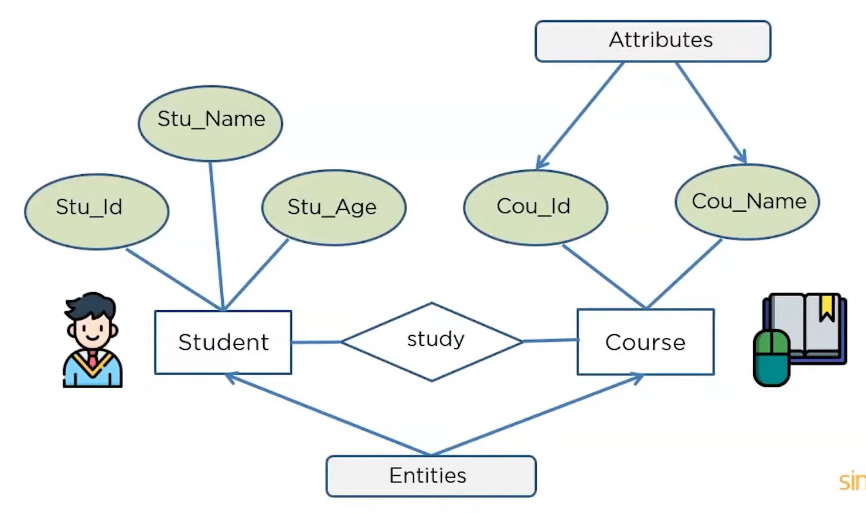 Attributes
Stu_Name
Stu_Id
Stu_Age
Cou_Id
Cou_Name
Student
study
Course
Entities